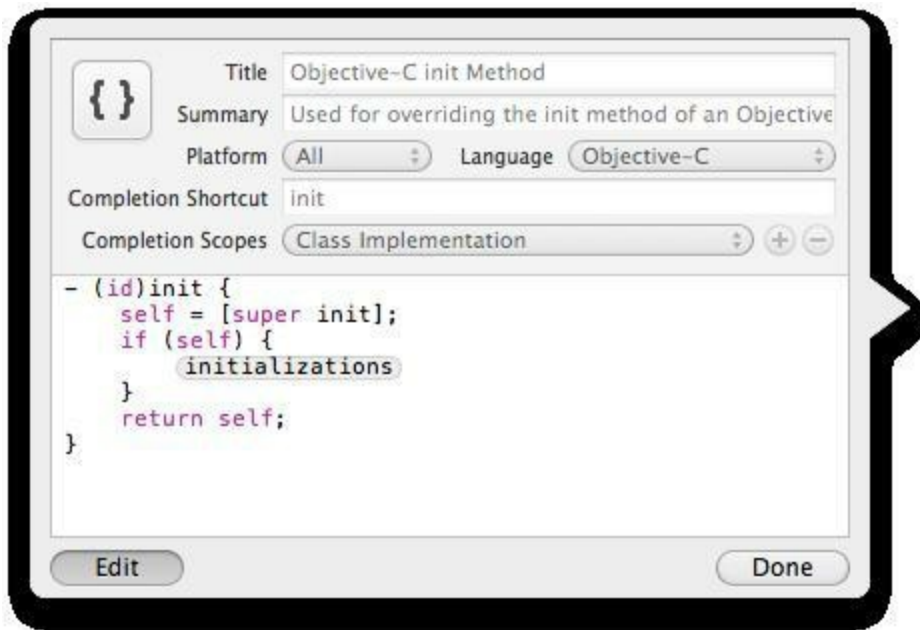 { }
Title Objective-C init Method
Summary Used for overriding the init method of an Objective
Platform All Language Objective-C
Completion Shortcut init
Completion Scopes Class Implementation
- (id)init {
    self = [super init];
    if (self) {
        initializations
    }
    return self;
}
Edit Done